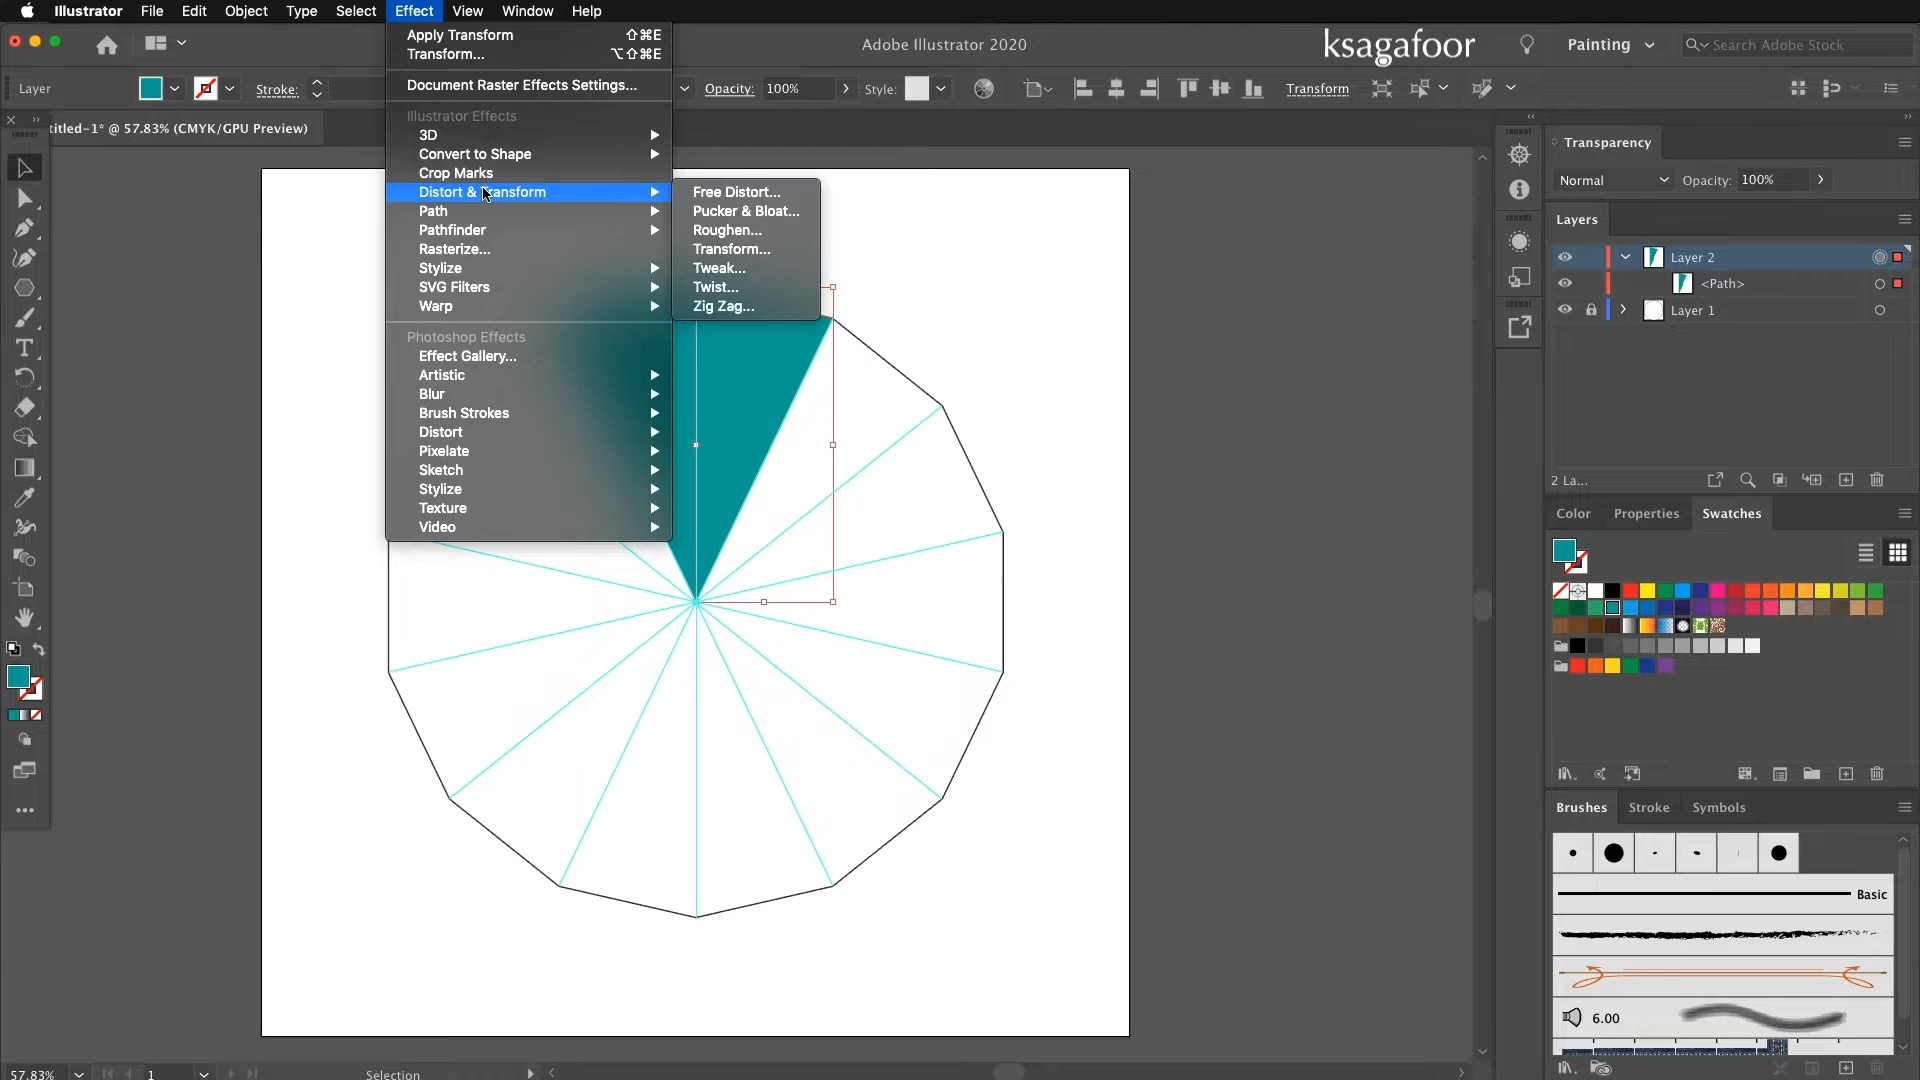 Illustrator File Edit Object Type Select Effect View Window Help
Adobe Illustrator 2020
ksagafoor
Painting
Search Adobe Stock
Layer
Stroke:
Opacity: 100%
Style:
Transform
titled-1* @ 57.83% (CMYK/GPU Preview)
Apply Transform ⇧⌘E
Transform... ⌥⇧⌘E
Document Raster Effects Settings...
Illustrator Effects
3D
Convert to Shape
Crop Marks
Distort & Transform
Path
Pathfinder
Rasterize...
Stylize
SVG Filters
Warp
Photoshop Effects
Effect Gallery...
Artistic
Blur
Brush Strokes
Distort
Pixelate
Sketch
Stylize
Texture
Video
Free Distort...
Pucker & Bloat...
Roughen...
Transform...
Tweak...
Twist...
Zig Zag...
Transparency
Normal
Opacity: 100%
Layers
Layer 2
<Path>
Layer 1
2 La...
Color Properties Swatches
Brushes Stroke Symbols
Basic
6.00
57.83%
1
Selection